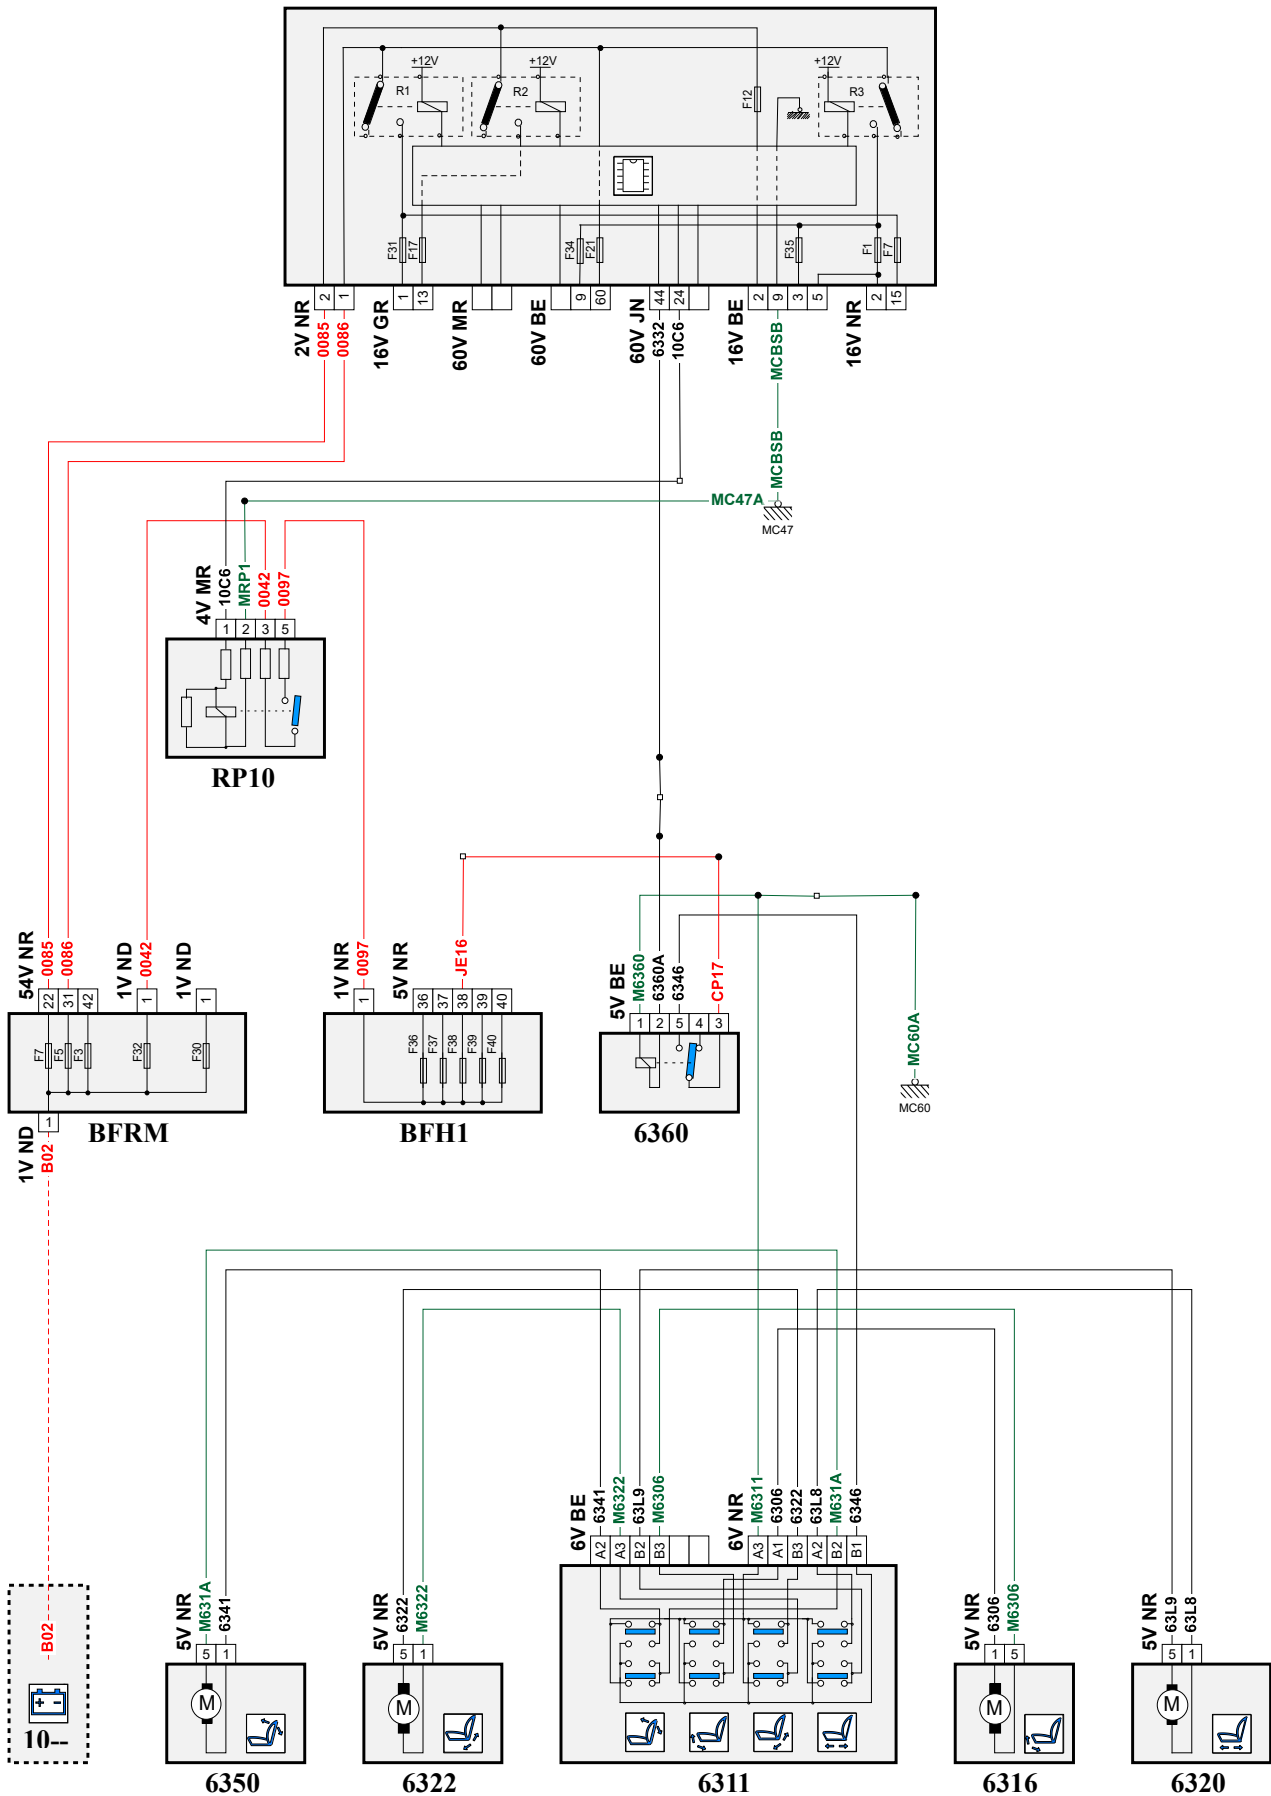 +12V
+12V
+12V
R1
R2
F12
R3
F31
F17
F34
F21
F35
F1
F7
2V NR
2
1
16V GR
1
13
60V MR
60V BE
9
60
60V JN
44
24
16V BE
2
9
3
5
16V NR
2
15
0085
0086
6332
10C6
MCBSB
MCBSB
MC47A
MC47
4V MR
10C6
MRP1
0042
0097
1
2
3
5
RP10
54V NR
0085
0086
1V ND
0042
1V ND
22
31
42
1
1
F7
F5
F3
F32
F30
1
BFRM
1V ND
B02
1V NR
0097
5V NR
JE16
1
36
37
38
39
40
F36
F37
F38
F39
F40
BFH1
5V BE
M6360
6360A
6346
CP17
1
2
5
4
3
6360
MC60A
MC60
B02
+ -
10--
5V NR
M631A
6341
5
1
M
6350
5V NR
6322
M6322
5
1
M
6322
6V BE
6341
M6322
63L9
M6306
A2
A3
B2
B3
6V NR
M6311
6306
6322
63L8
M631A
6346
A3
A1
B3
A2
B2
B1
6311
5V NR
6306
M6306
1
5
M
6316
5V NR
63L9
63L8
5
1
M
6320